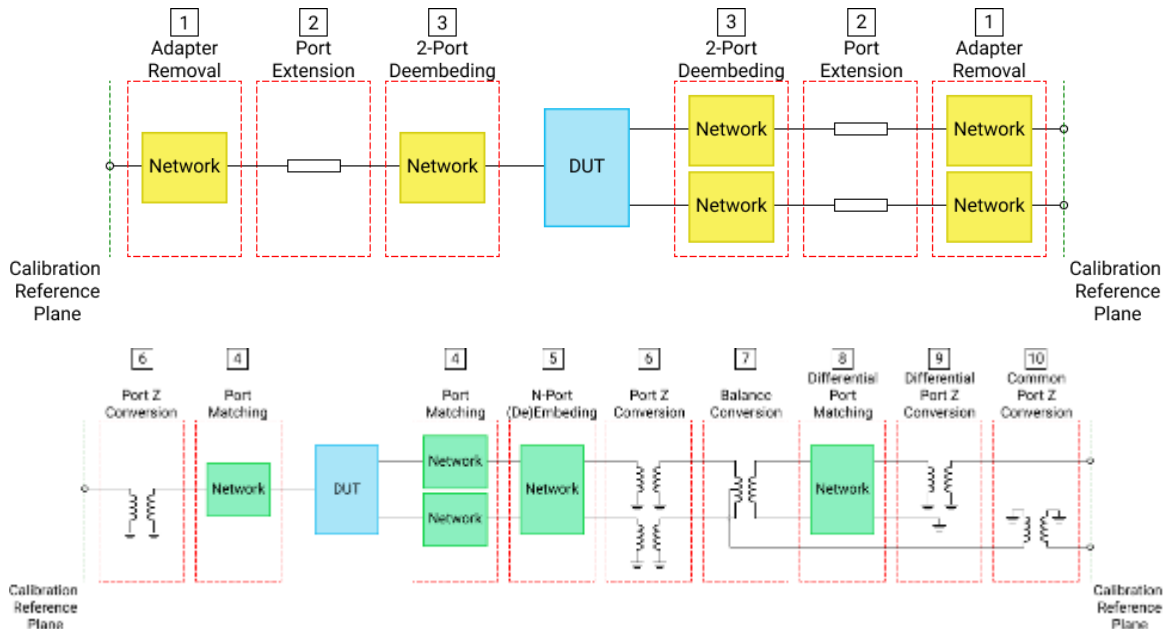 1
Adapter
Removal
2
Port
Extension
3
2-Port
Deembeding
3
2-Port
Deembeding
2
Port
Extension
1
Adapter
Removal
Network
Network
DUT
Network
Network
Network
Network
Calibration
Reference
Plane
Calibration
Reference
Plane
6
Port Z
Conversion
4
Port
Matching
4
Port
Matching
5
N-Port
(De)Embeding
6
Port Z
Conversion
7
Balance
Conversion
8
Differential
Port
Matching
9
Differential
Port Z
Conversion
10
Common
Port Z
Conversion
Network
DUT
Network
Network
Network
Network
Calibration
Reference
Plane
Calibration
Reference
Plane